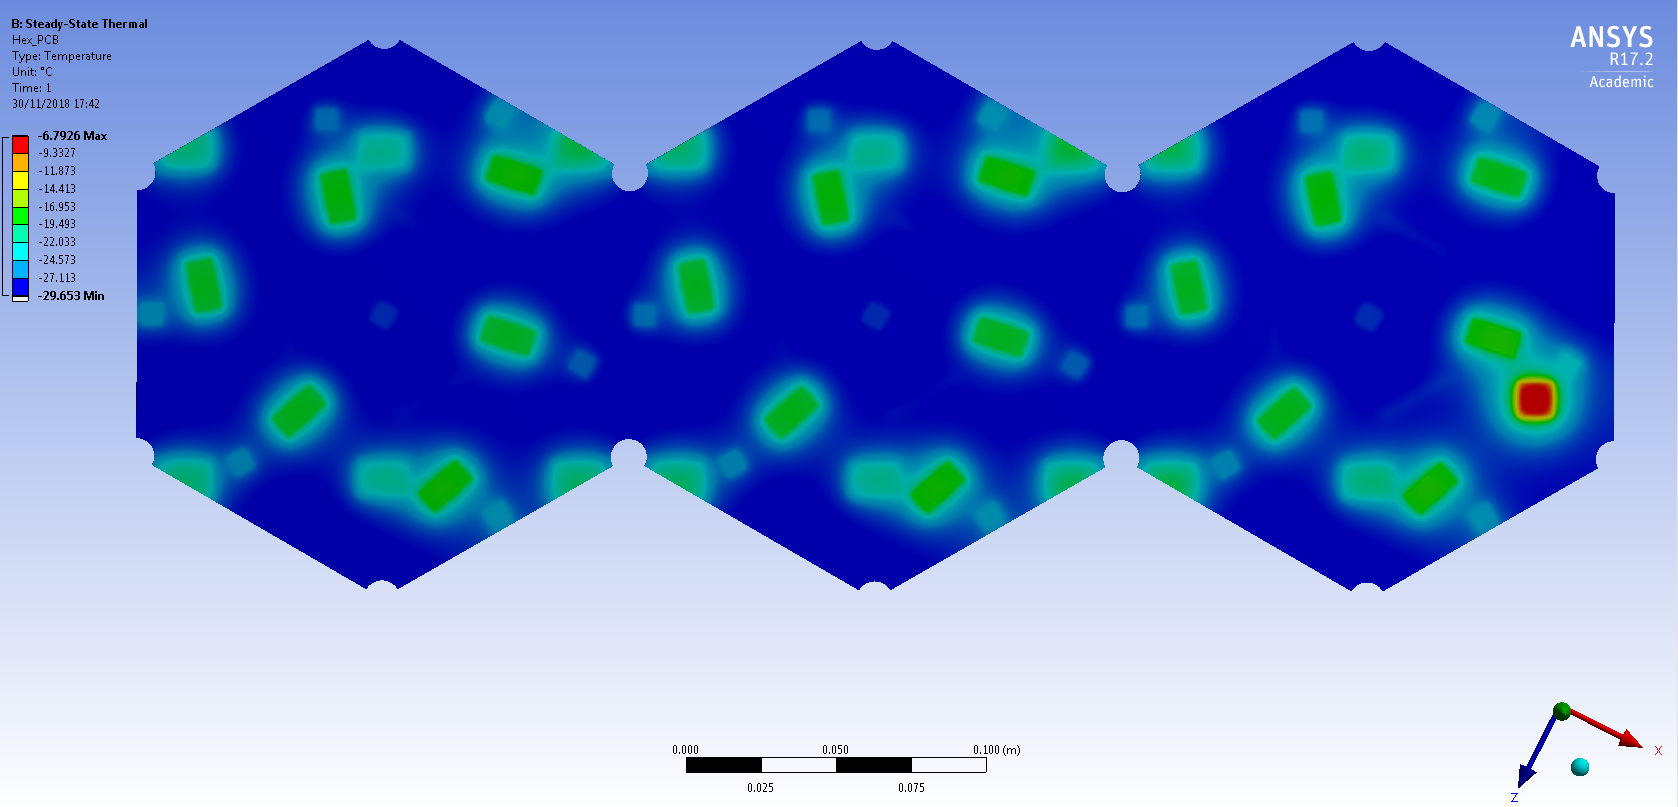 B: Steady-State Thermal
Hex_PCB
Type: Temperature
Unit: °C
Time: 1
30/11/2018 17:42
-6.7926 Max
-9.3327
-11.873
-14.413
-16.953
-19.493
-22.033
-24.573
-27.113
-29.653 Min
ANSYS
R17.2
Academic
0.000 0.050 0.100 (m)
0.025 0.075
X
Z